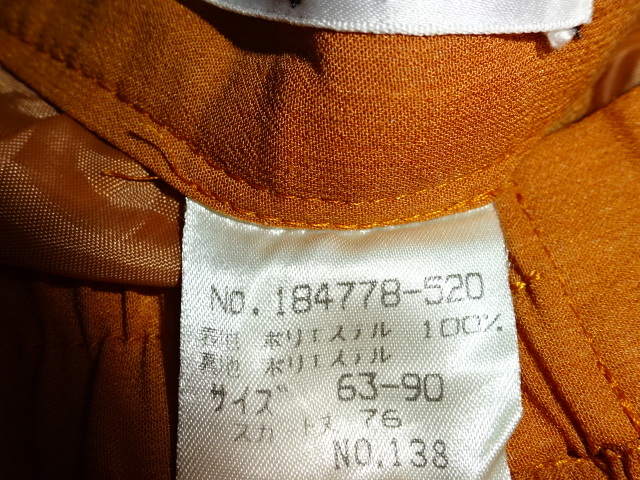 NO.184778-520
表地 ポリエステル 100%
裏地 ポリエステル
サイズ 63-90
スカート丈 76
NO.138